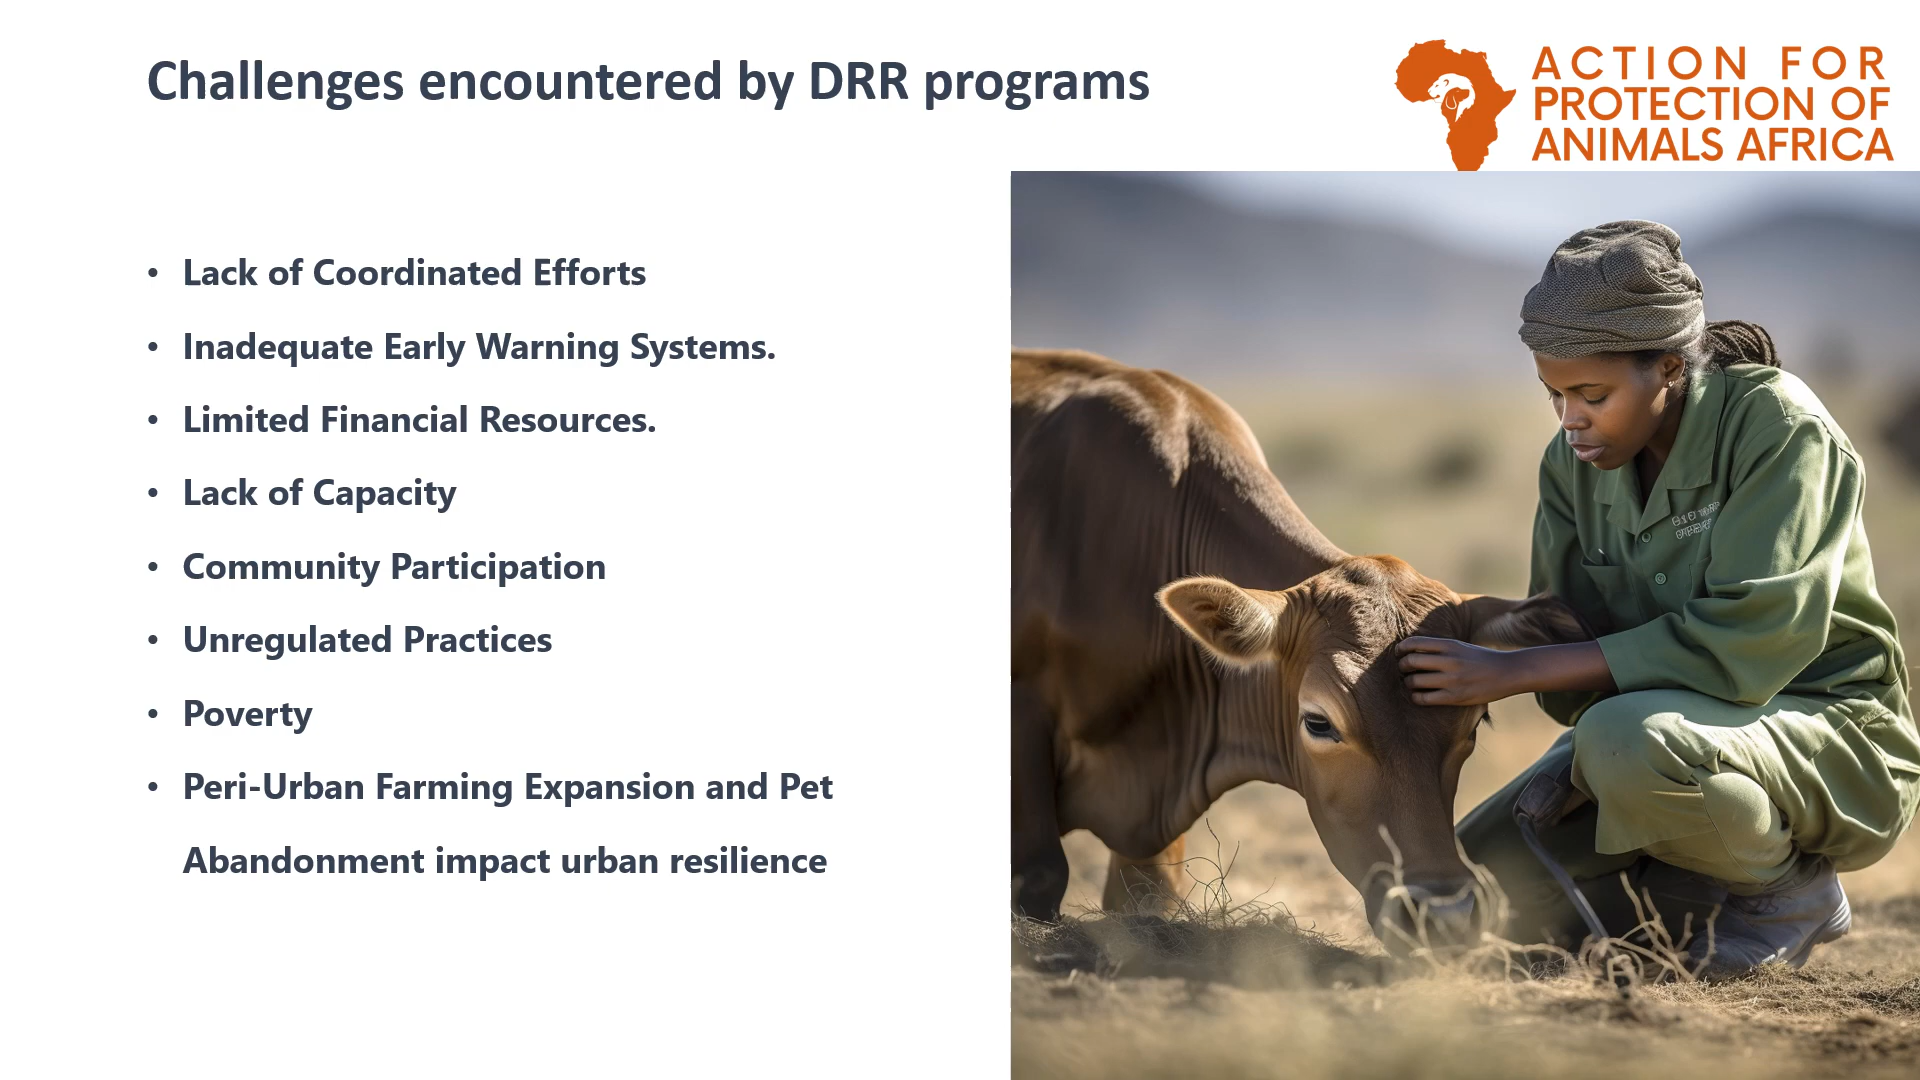 Challenges encountered by DRR programs
ACTION FOR
PROTECTION OF
ANIMALS AFRICA
• Lack of Coordinated Efforts
• Inadequate Early Warning Systems.
• Limited Financial Resources.
• Lack of Capacity
• Community Participation
• Unregulated Practices
• Poverty
• Peri-Urban Farming Expansion and Pet
Abandonment impact urban resilience